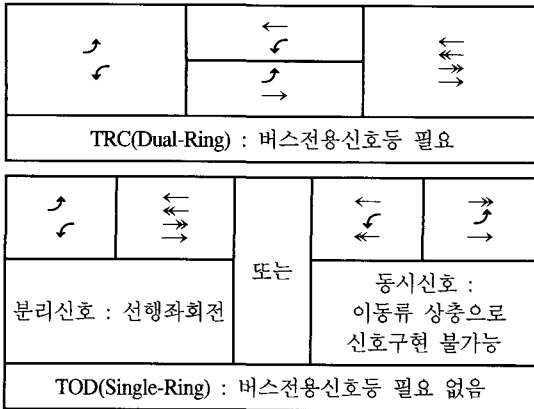 TRC(Dual-Ring) : 버스전용신호등 필요
또는
분리신호 : 선행좌회전
동시신호 :
이동류 상충으로
신호구현 불가능
TOD(Single-Ring) : 버스전용신호등 필요 없음